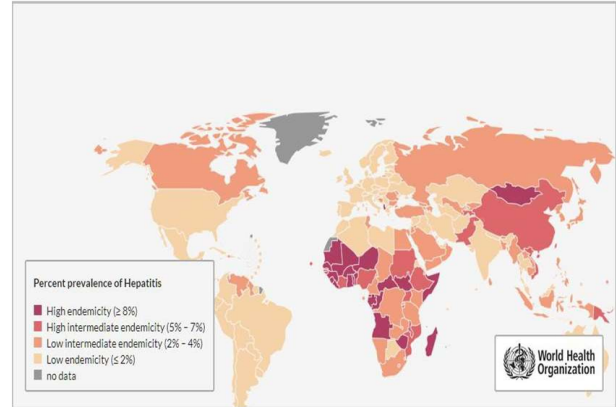 Percent prevalence of Hepatitis
High endemicity (≥ 8%)
High intermediate endemicity (5% – 7%)
Low intermediate endemicity (2% – 4%)
Low endemicity (≤ 2%)
no data
World Health
Organization